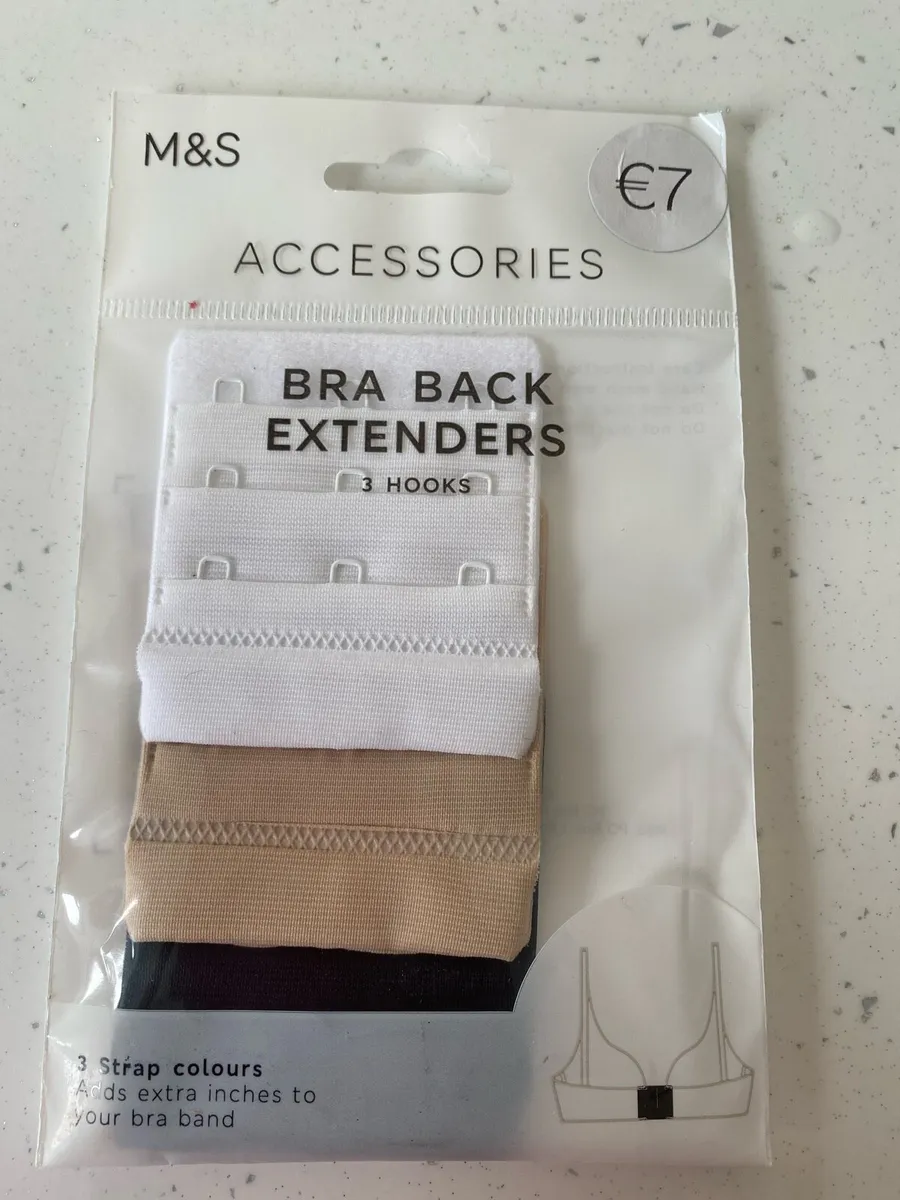 M&S
€7
ACCESSORIES
BRA BACK
EXTENDERS
3 HOOKS
3 Strap colours
Adds extra inches to
your bra band